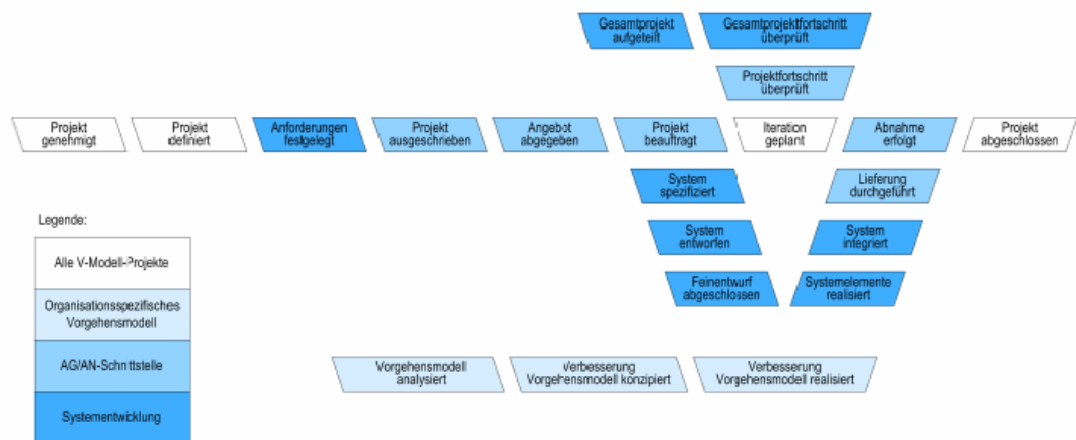 Gesamtprojekt
aufgeteilt
Gesamtprojektfortschritt
überprüft
Projektfortschritt
überprüft
Projekt
genehmigt
Projekt
definiert
Anforderungen
festgelegt
Projekt
ausgeschrieben
Angebot
abgegeben
Projekt
beauftragt
Iteration
geplant
Abnahme
erfolgt
Projekt
abgeschlossen
System
spezifiziert
Lieferung
durchgeführt
System
entworfen
System
integriert
Feinentwurf
abgeschlossen
Systemelemente
realisiert
Legende:
Alle V-Modell-Projekte
Organisationsspezifisches
Vorgehensmodell
AG/AN-Schnittstelle
Systementwicklung
Vorgehensmodell
analysiert
Verbesserung
Vorgehensmodell konzipiert
Verbesserung
Vorgehensmodell realisiert